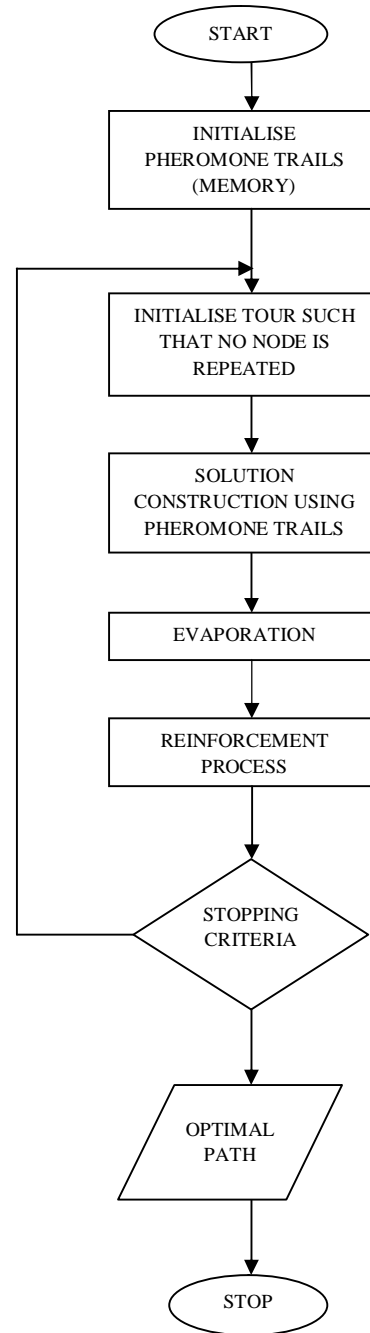 START
INITIALISE
PHEROMONE TRAILS
(MEMORY)
INITIALISE TOUR SUCH
THAT NO NODE IS
REPEATED
SOLUTION
CONSTRUCTION USING
PHEROMONE TRAILS
EVAPORATION
REINFORCEMENT
PROCESS
STOPPING
CRITERIA
OPTIMAL
PATH
STOP